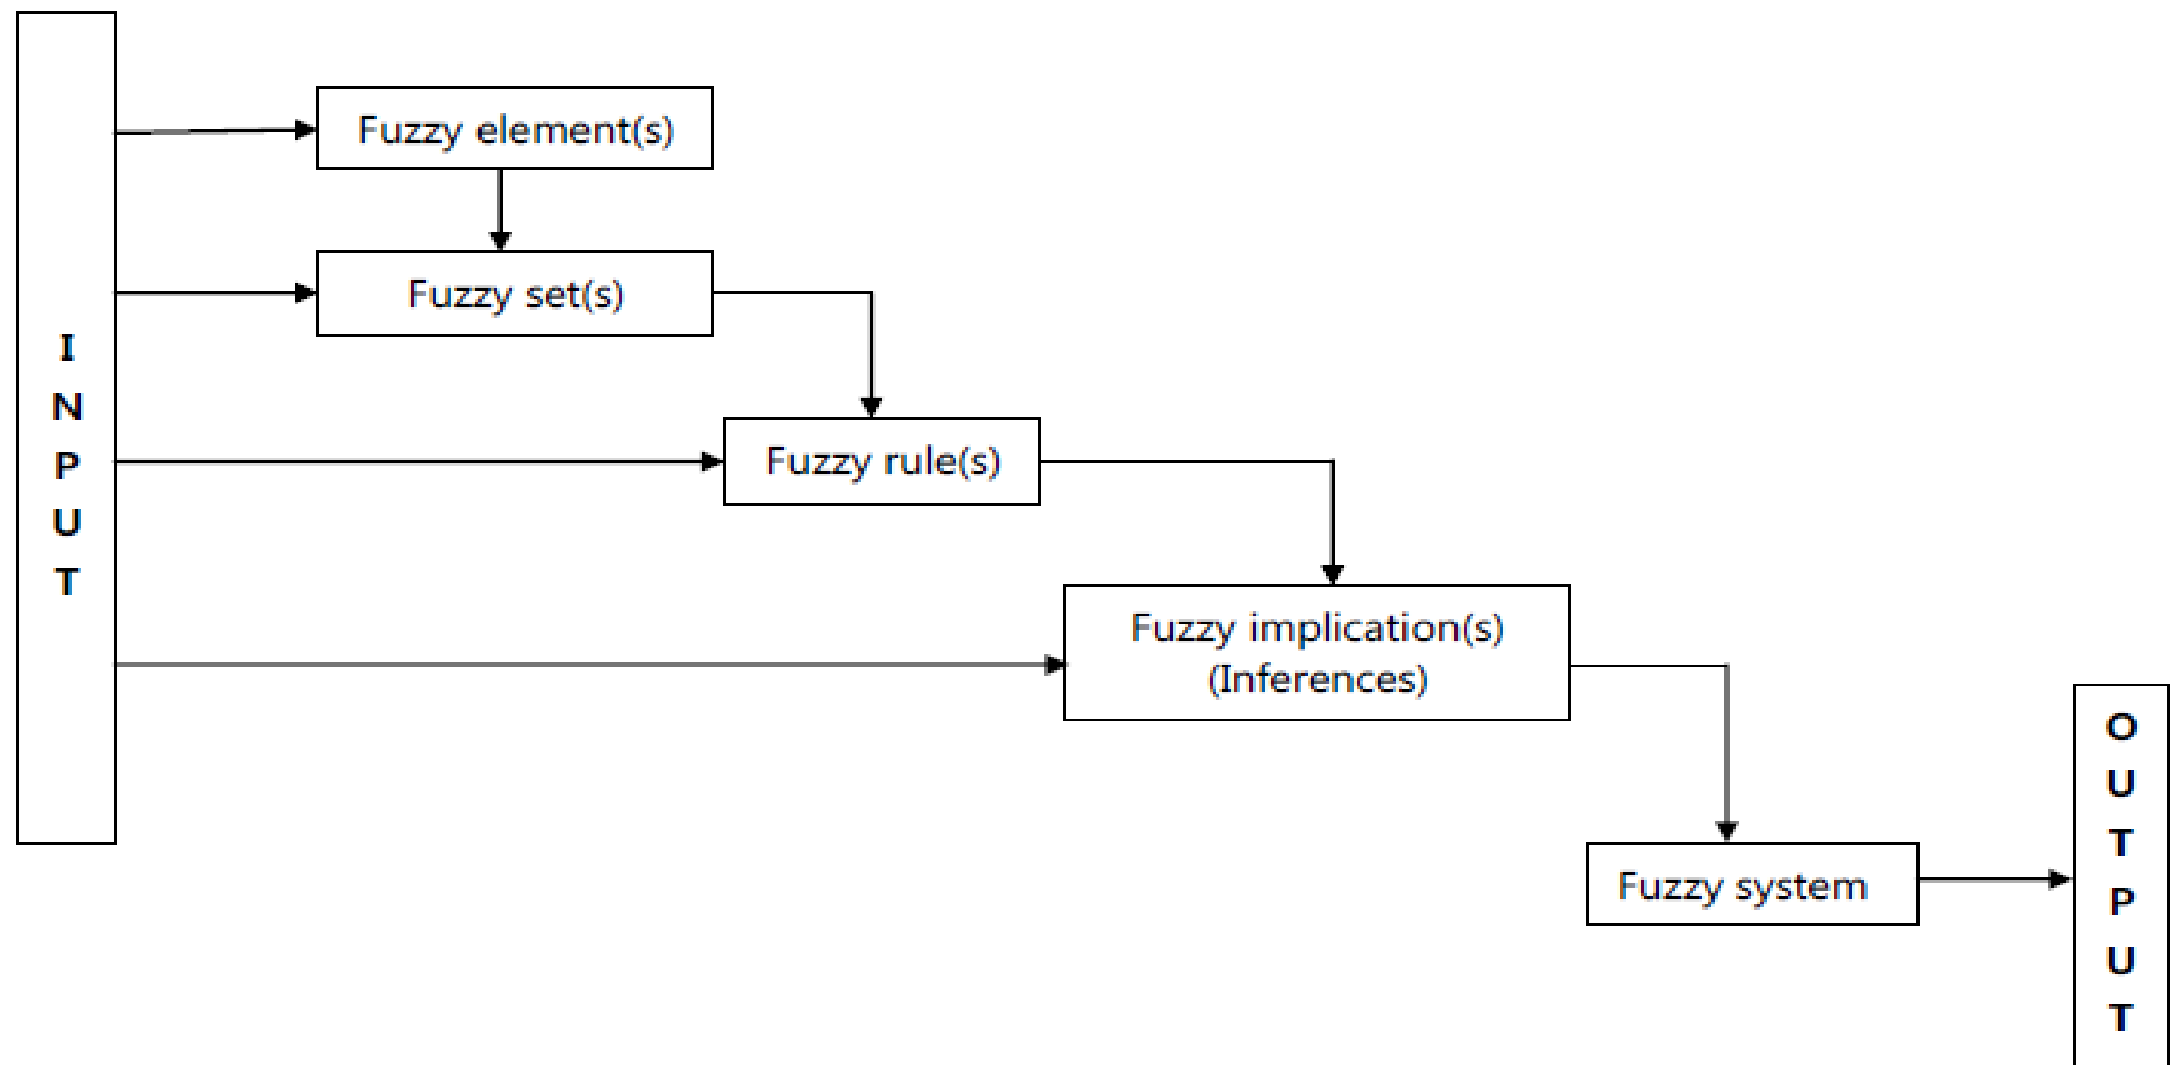 INPUT
Fuzzy element(s)
Fuzzy set(s)
Fuzzy rule(s)
Fuzzy implication(s)
(Inferences)
Fuzzy system
OUTPUT